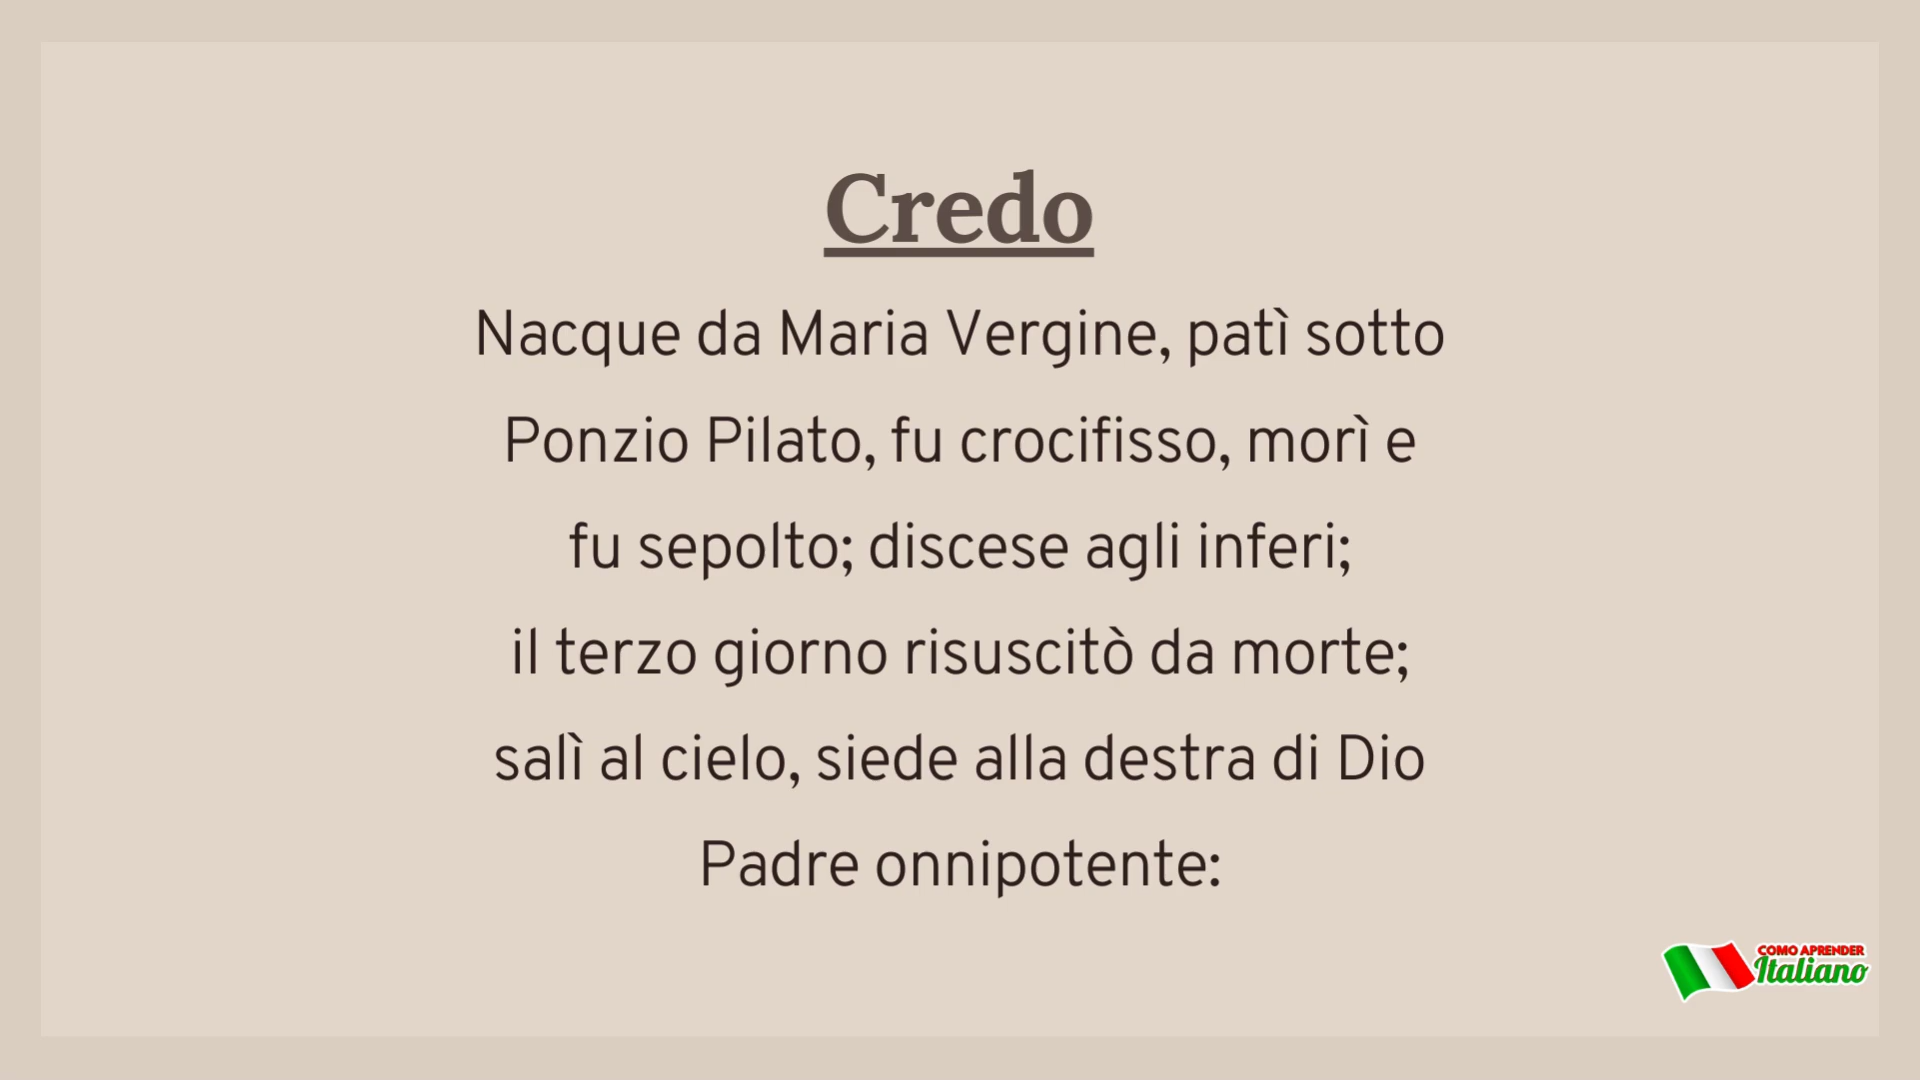 Credo
Nacque da Maria Vergine, patì sotto
Ponzio Pilato, fu crocifisso, morì e
fu sepolto; discese agli inferi;
il terzo giorno risuscitò da morte;
salì al cielo, siede alla destra di Dio
Padre onnipotente:
COMO APRENDER
Italiano